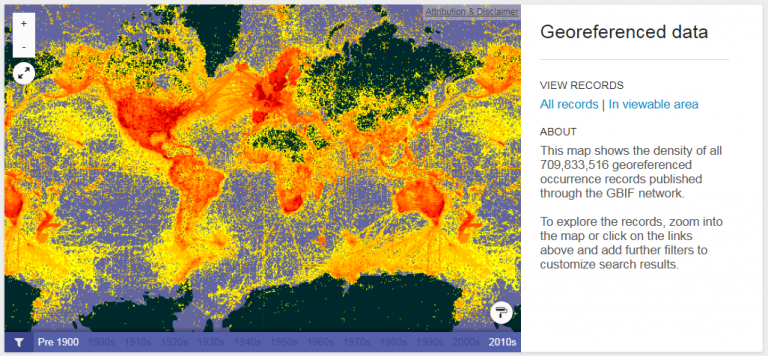 +
-
Attribution & Disclaimer
Pre 1900 1900s 1910s 1920s 1930s 1940s 1950s 1960s 1970s 1980s 1990s 2000s 2010s
Georeferenced data
VIEW RECORDS
All records | In viewable area
ABOUT
This map shows the density of all
709,833,516 georeferenced
occurrence records published
through the GBIF network.
To explore the records, zoom into
the map or click on the links
above and add further filters to
customize search results.